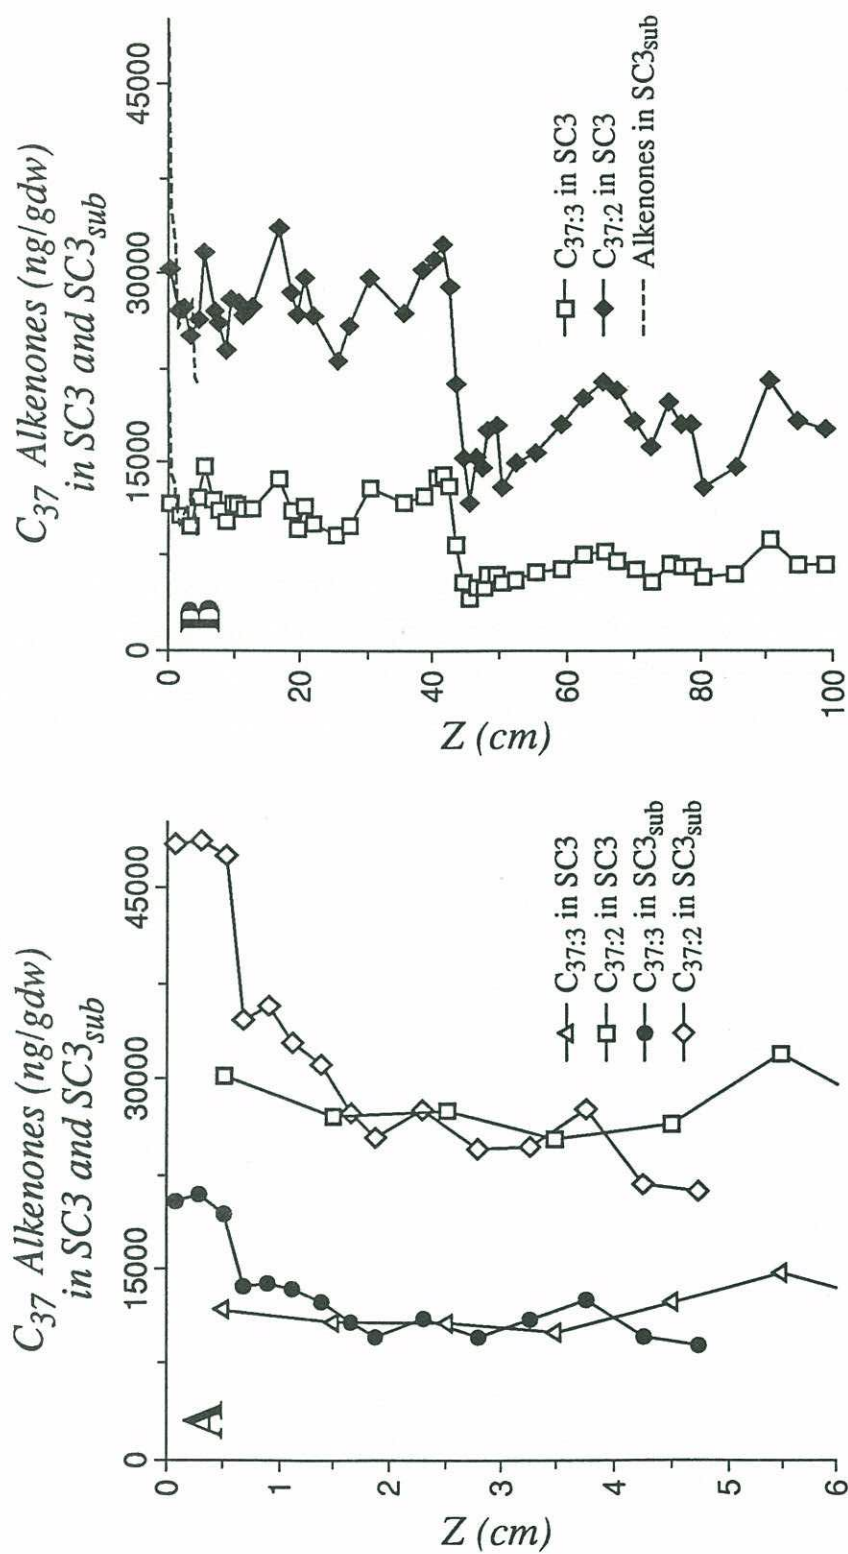 C37 Alkenones (ng/gdw)
in SC3 and SC3sub
0
15000
30000
45000
A
0
1
2
3
4
5
6
Z (cm)
C37:3 in SC3
C37:2 in SC3
C37:3 in SC3sub
C37:2 in SC3sub
C37 Alkenones (ng/gdw)
in SC3 and SC3sub
0
15000
30000
45000
B
0
20
40
60
80
100
Z (cm)
C37:3 in SC3
C37:2 in SC3
Alkenones in SC3sub